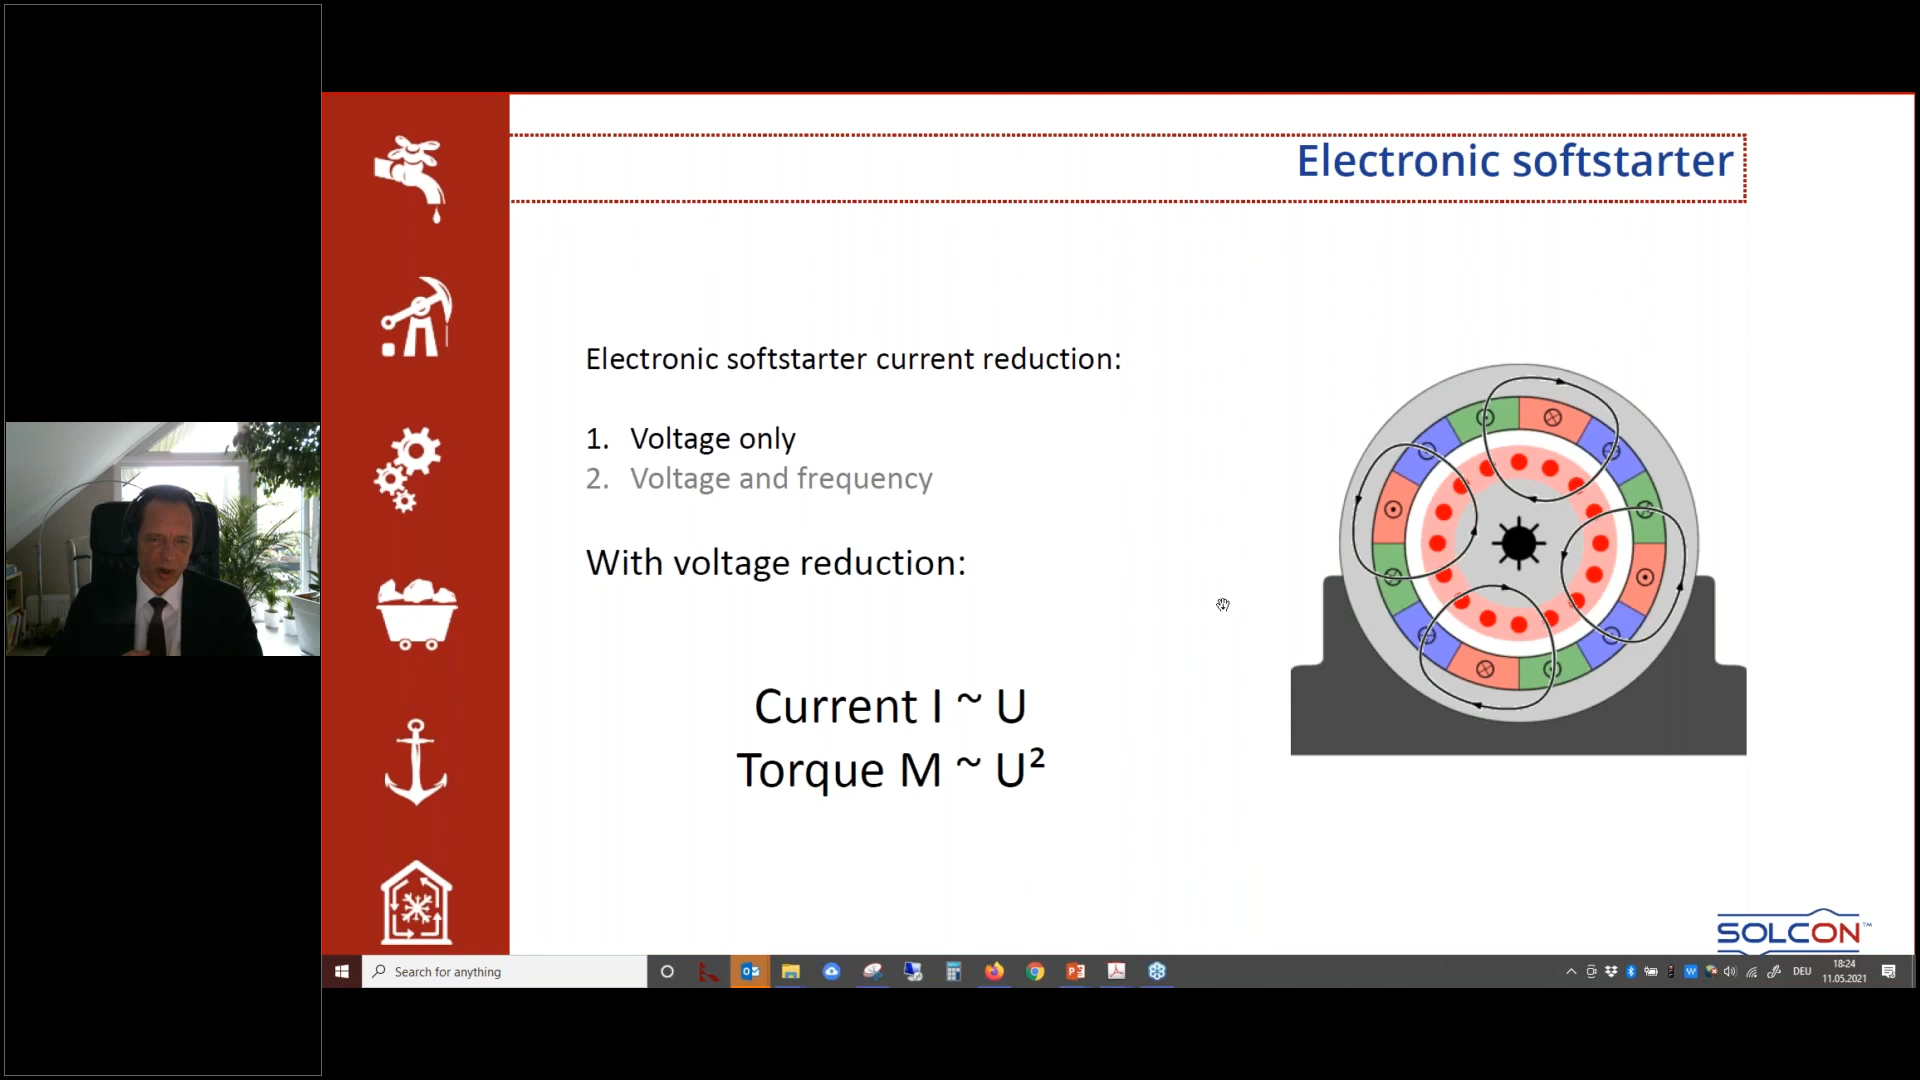 Electronic softstarter
Electronic softstarter current reduction:
1. Voltage only
2. Voltage and frequency
With voltage reduction:
Current I ~ U
Torque M ~ U²
SOLCON™
Search for anything
DEU
18:24
11.05.2021